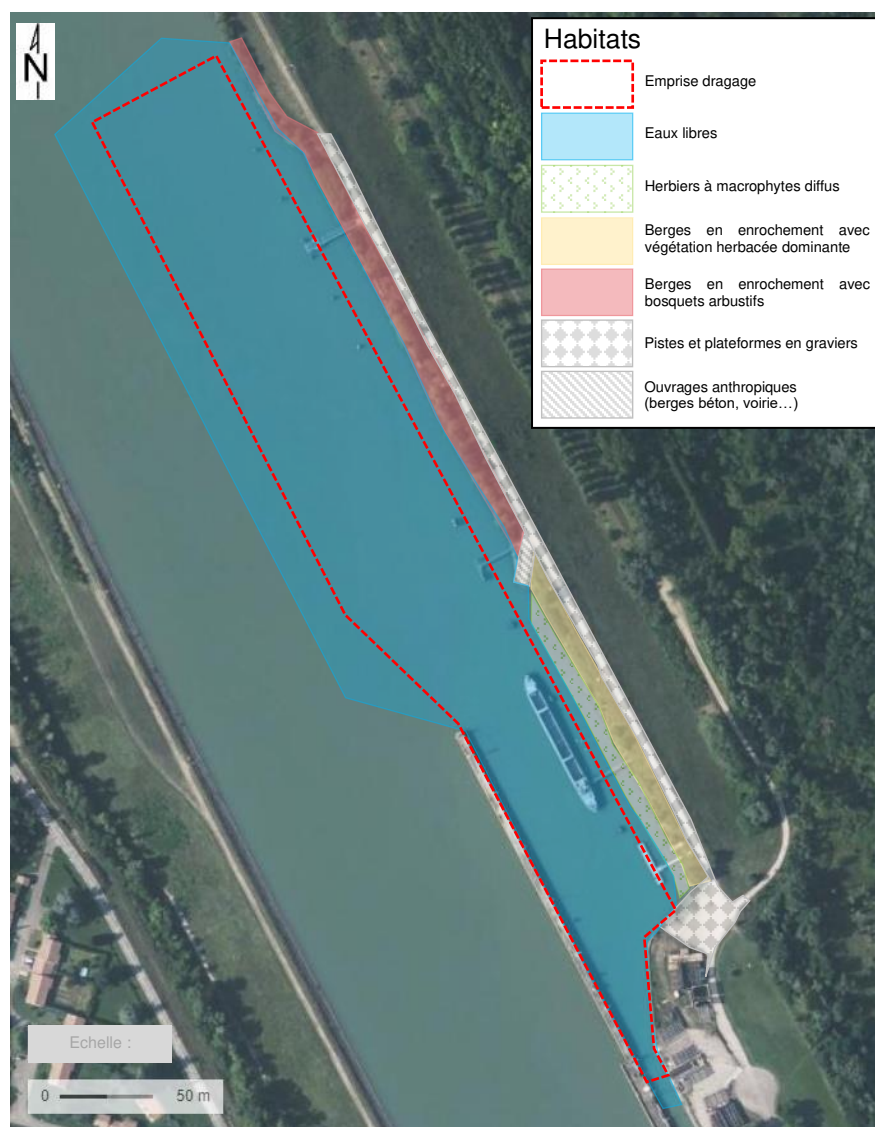 N
Habitats
Emprise dragage
Eaux libres
Herbiers à macrophytes diffus
Berges en enrochement avec
végétation herbacée dominante
Berges en enrochement avec
bosquets arbustifs
Pistes et plateformes en graviers
Ouvrages anthropiques
(berges béton, voirie…)
Echelle :
0 50 m